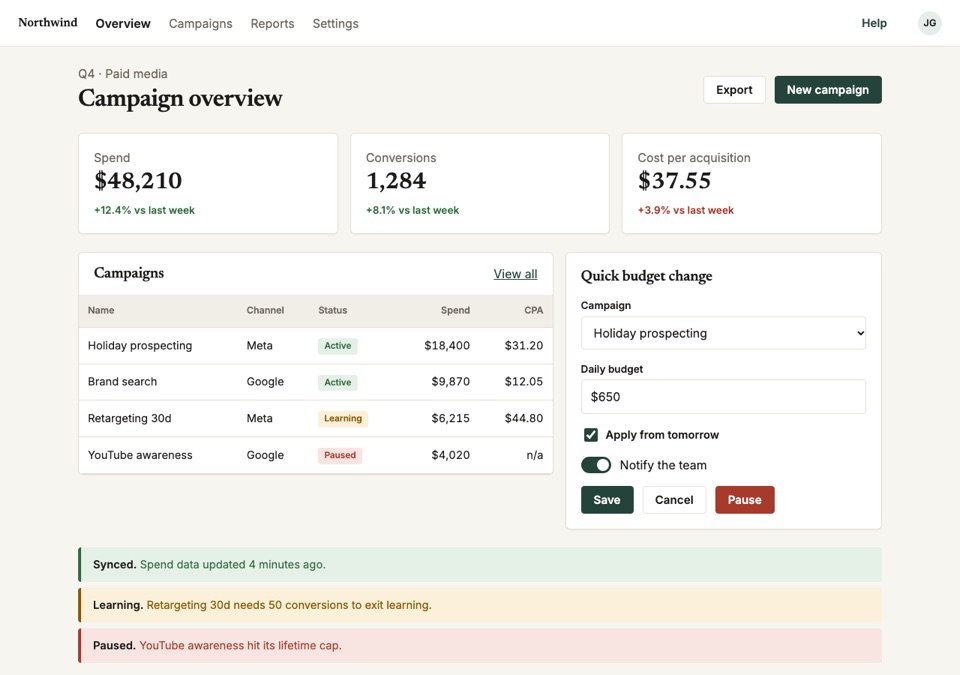 Northwind Overview Campaigns Reports Settings Help JG
Q4 · Paid media
Campaign overview
Export New campaign
Spend
$48,210
+12.4% vs last week
Conversions
1,284
+8.1% vs last week
Cost per acquisition
$37.55
+3.9% vs last week
Campaigns View all
Name Channel Status Spend CPA
Holiday prospecting Meta Active $18,400 $31.20
Brand search Google Active $9,870 $12.05
Retargeting 30d Meta Learning $6,215 $44.80
YouTube awareness Google Paused $4,020 n/a
Quick budget change
Campaign
Holiday prospecting
Daily budget
$650
Apply from tomorrow
Notify the team
Save Cancel Pause
Synced. Spend data updated 4 minutes ago.
Learning. Retargeting 30d needs 50 conversions to exit learning.
Paused. YouTube awareness hit its lifetime cap.